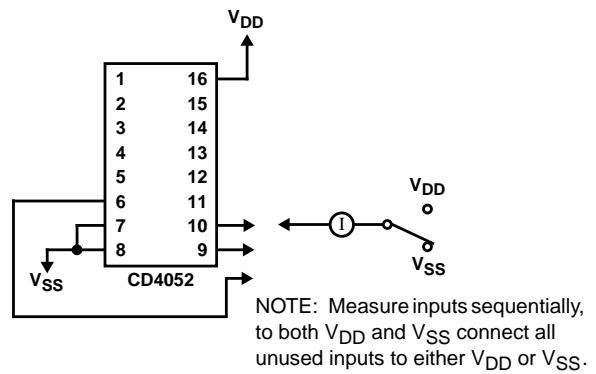 VDD
1 16
2 15
3 14
4 13
5 12
6 11
7 10
8 9
VSS
CD4052
I
VDD
VSS
NOTE: Measure inputs sequentially,
to both VDD and VSS connect all
unused inputs to either VDD or VSS.